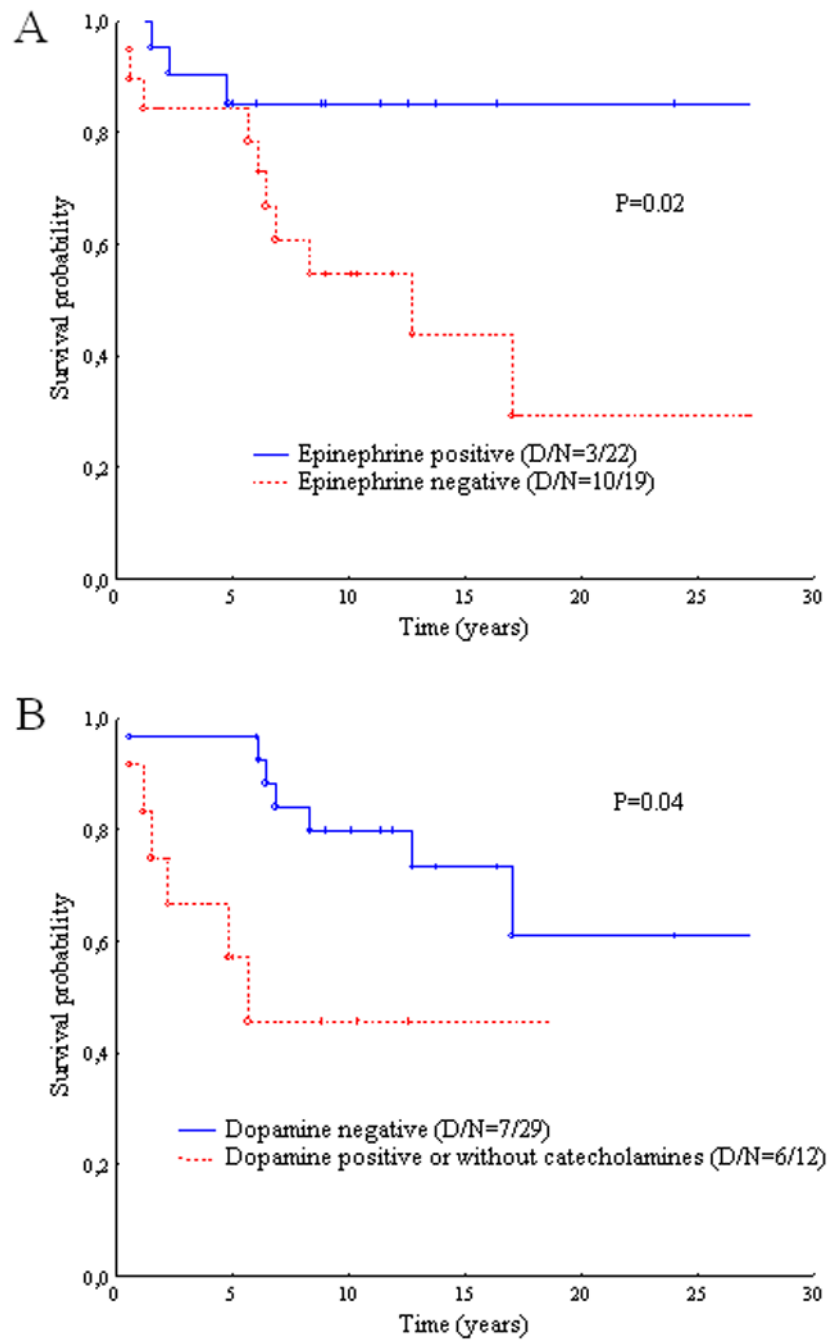 A
1,0
0,8
0,6
0,4
0,2
0,0
Survival probability
P=0.02
Epinephrine positive (D/N=3/22)
Epinephrine negative (D/N=10/19)
0 5 10 15 20 25 30
Time (years)
B
1,0
0,8
0,6
0,4
0,2
0,0
Survival probability
P=0.04
Dopamine negative (D/N=7/29)
Dopamine positive or without catecholamines (D/N=6/12)
0 5 10 15 20 25 30
Time (years)